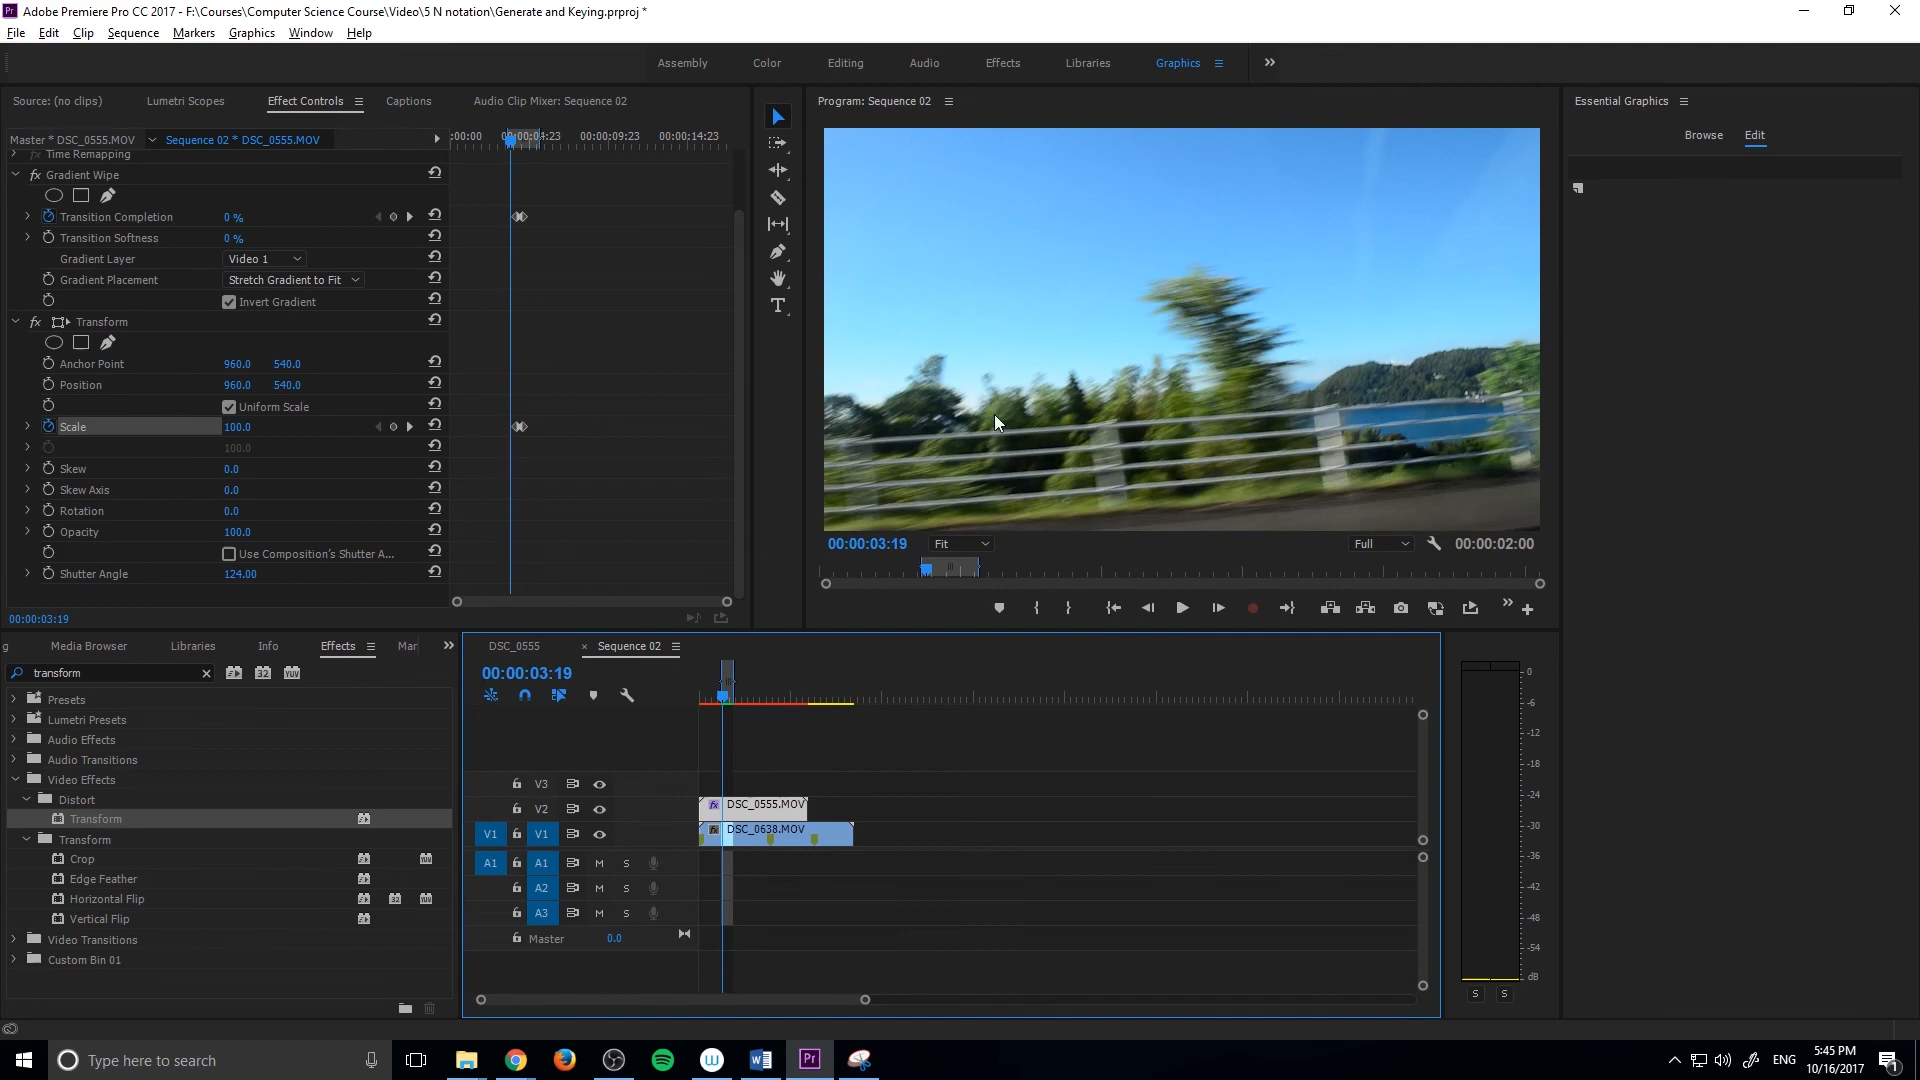 Pr Adobe Premiere Pro CC 2017 - F:\Courses\Computer Science Course\Video\5 N notation\Generate and Keying.prproj *
File Edit Clip Sequence Markers Graphics Window Help
Assembly Color Editing Audio Effects Libraries Graphics
Source: (no clips) Lumetri Scopes Effect Controls Captions Audio Clip Mixer: Sequence 02
Program: Sequence 02
Essential Graphics
Browse Edit
Master * DSC_0555.MOV Sequence 02 * DSC_0555.MOV
;00:00 00:00:04:23 00:00:09:23 00:00:14:23
fx Time Remapping
fx Gradient Wipe
Transition Completion 0 %
Transition Softness 0 %
Gradient Layer Video 1
Gradient Placement Stretch Gradient to Fit
Invert Gradient
fx Transform
Anchor Point 960.0 540.0
Position 960.0 540.0
Uniform Scale
Scale 100.0
100.0
Skew 0.0
Skew Axis 0.0
Rotation 0.0
Opacity 100.0
Use Composition's Shutter A...
Shutter Angle 124.00
00:00:03:19
T
00:00:03:19 Fit Full 00:00:02:00
g Media Browser Libraries Info Effects Mar
transform 32 YUV
Presets
Lumetri Presets
Audio Effects
Audio Transitions
Video Effects
Distort
Transform
Transform
Crop
Edge Feather
Horizontal Flip
Vertical Flip
Video Transitions
Custom Bin 01
DSC_0555 × Sequence 02
00:00:03:19
V3
V2 fx DSC_0555.MOV
V1 V1 fx DSC_0638.MOV
A1 A1 M S
A2 M S
A3 M S
Master 0.0
0
-6
-12
-18
-24
-30
-36
-42
-48
-54
dB
S S
Type here to search
Pr
ENG
5:45 PM
10/16/2017
1